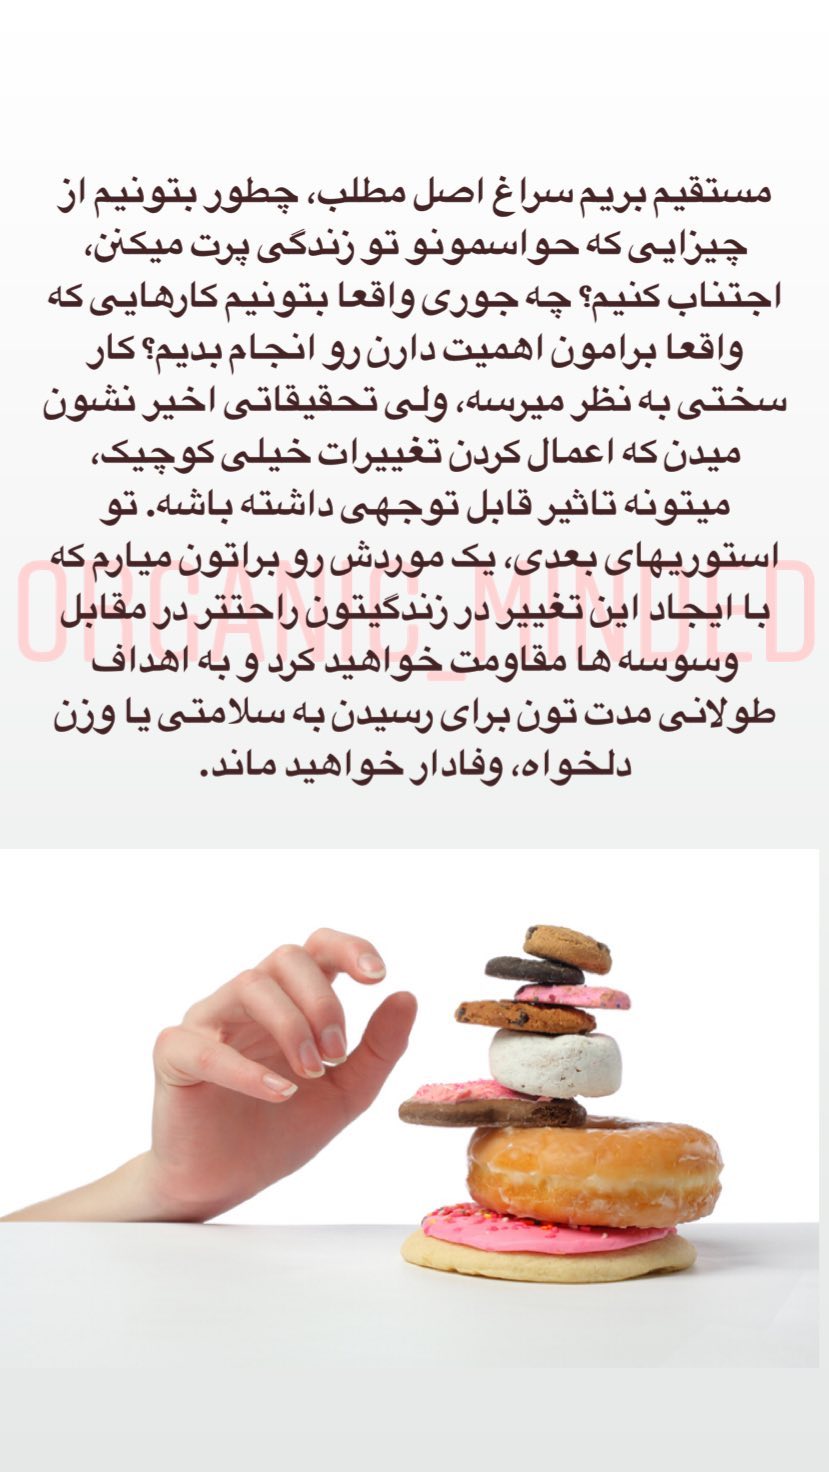 مستقیم بریم سراغ اصل مطلب، چطور بتونیم از
چیزایی که حواسمونو تو زندگی پرت میکنن،
اجتناب کنیم؟ چه جوری واقعا بتونیم کارهایی که
واقعا برامون اهمیت دارن رو انجام بدیم؟ کار
سختی به نظر میرسه، ولی تحقیقاتی اخیر نشون
میدن که اعمال کردن تغییرات خیلی کوچیک،
میتونه تاثیر قابل توجهی داشته باشه. تو
استوریهای بعدی، یک موردش رو براتون میارم که
با ایجاد این تغییر در زندگیتون راحتتر در مقابل
وسوسه ها مقاومت خواهید کرد و به اهداف
طولانی مدت تون برای رسیدن به سلامتی یا وزن
دلخواه، وفادار خواهید ماند.
ORGANIC_MINDED